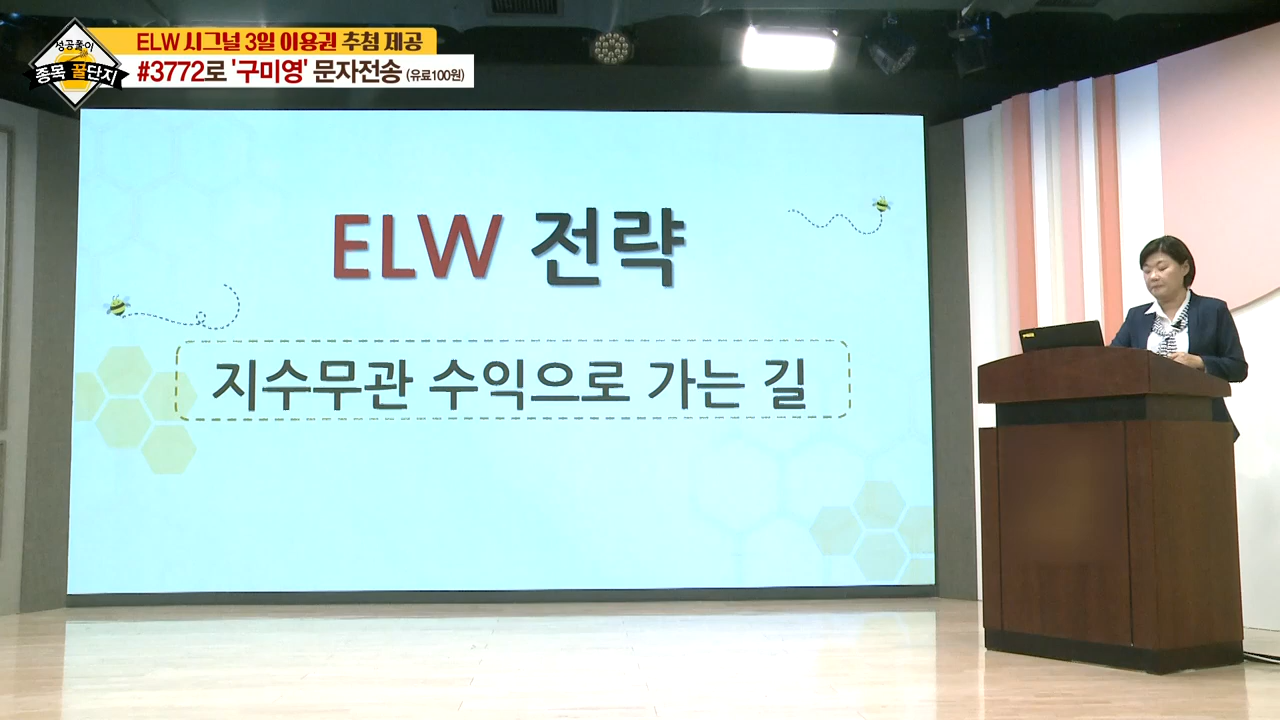 성공풀이
종목 꿀단지
ELW 시그널 3일 이용권 추첨 제공
#3772로 '구미영' 문자전송 (유료100원)
ELW 전략
지수무관 수익으로 가는 길